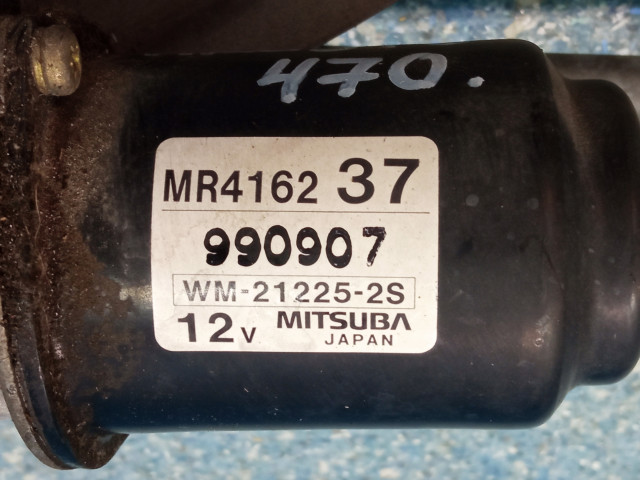 470.
MR4162 37
990907
WM-21225-2S
12V MITSUBA
JAPAN